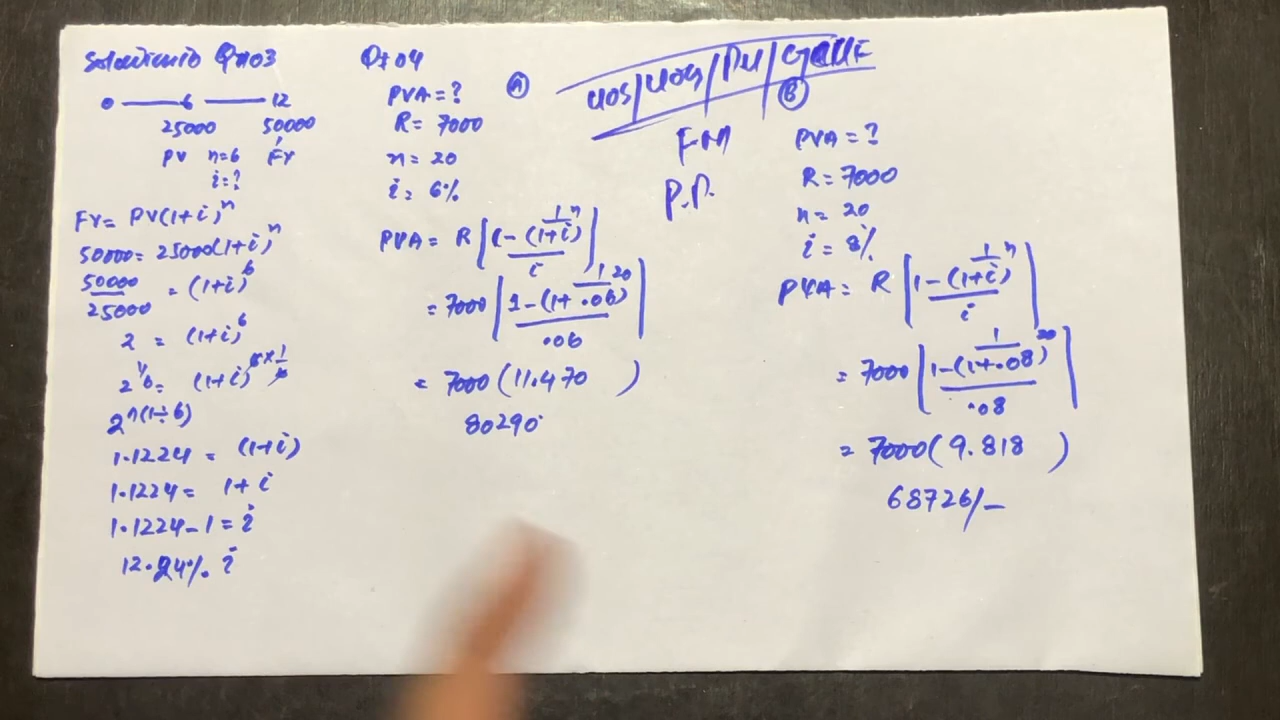 Q#03
0 — 6 — 12
25000 50000
PV n=6 FV
i=?
FV= PV(1+i)^n
50000= 25000(1+i)^n
50000/25000 = (1+i)^6
2 = (1+i)^6
2^1/6 = (1+i)^6×1/6
2^(1÷6)
1.1224 = (1+i)
1.1224 = 1+i
1.1224-1 = i
12.24% i
Q#04
A
PVA = ?
R = 7000
n = 20
i = 6%
PVA = R [1-1/(1+i)^n / i]
= 7000 [1-1/(1+.06)^20 / .06]
= 7000 (11.470 )
80290
UOS/UOG/PU/GCUF
F.M
P.P.
B
PVA = ?
R = 7000
n = 20
i = 8%
PVA = R [1-1/(1+i)^n / i]
= 7000 [1-1/(1+.08)^20 / .08]
= 7000 (9.818 )
68726/-